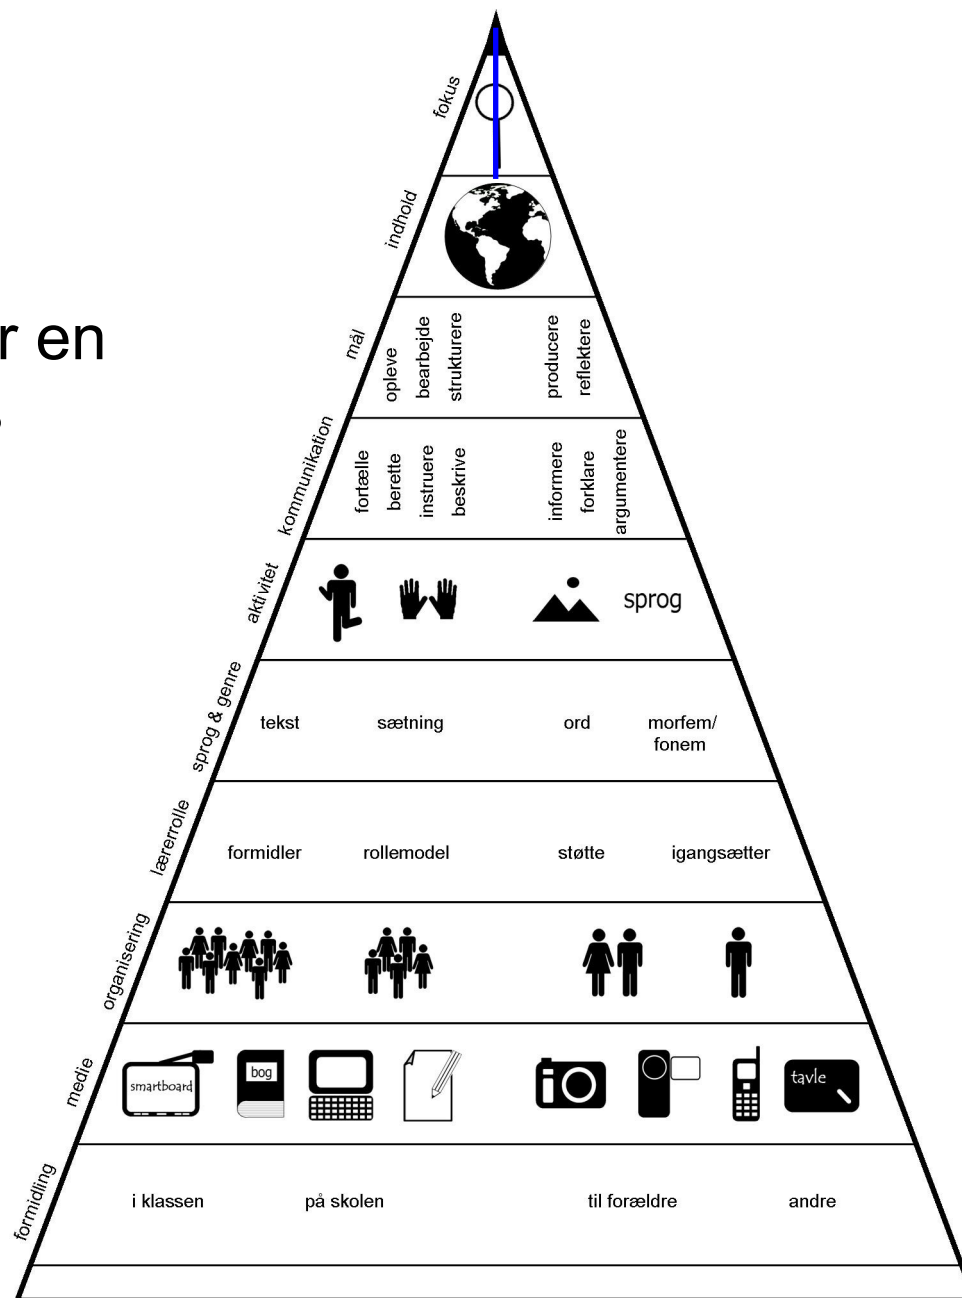 fokus
indhold
r en
mål
opleve
bearbejde
strukturere
producere
reflektere
kommunikation
fortælle
berette
instruere
beskrive
informere
forklare
argumentere
aktivitet
sprog
sprog & genre
tekst sætning ord morfem/
fonem
lærerrolle
formidler rollemodel støtte igangsætter
organisering
medie
smartboard
bog
tavle
formidling
i klassen på skolen til forældre andre